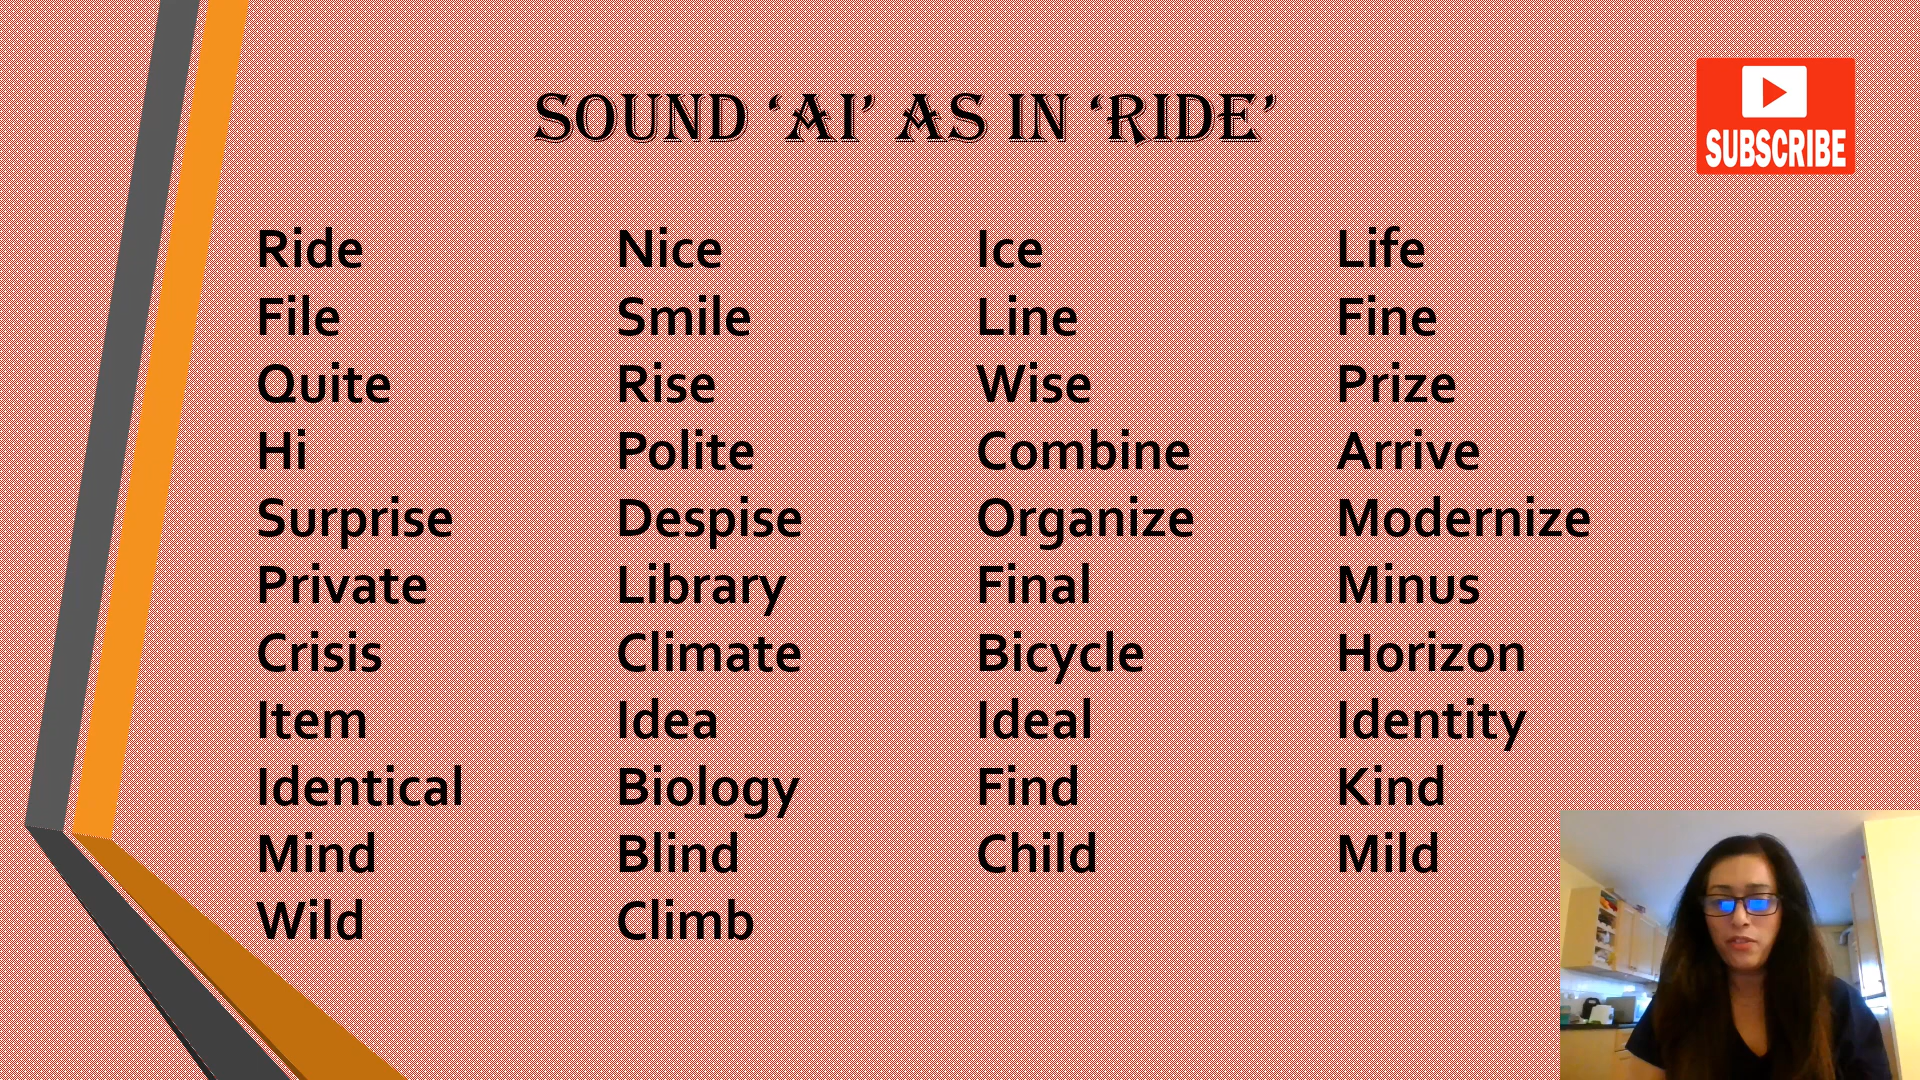 SOUND ‘AI’ AS IN ‘RIDE’
SUBSCRIBE
Ride Nice Ice Life
File Smile Line Fine
Quite Rise Wise Prize
Hi Polite Combine Arrive
Surprise Despise Organize Modernize
Private Library Final Minus
Crisis Climate Bicycle Horizon
Item Idea Ideal Identity
Identical Biology Find Kind
Mind Blind Child Mild
Wild Climb